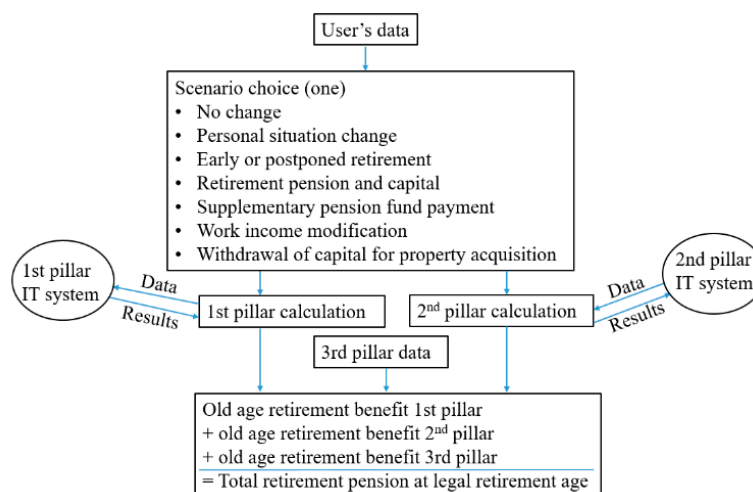 User's data
Scenario choice (one)
• No change
• Personal situation change
• Early or postponed retirement
• Retirement pension and capital
• Supplementary pension fund payment
• Work income modification
• Withdrawal of capital for property acquisition
1st pillar
IT system
Data
Results
1st pillar calculation
2nd pillar calculation
Data
Results
2nd pillar
IT system
3rd pillar data
Old age retirement benefit 1st pillar
+ old age retirement benefit 2nd pillar
+ old age retirement benefit 3rd pillar
= Total retirement pension at legal retirement age